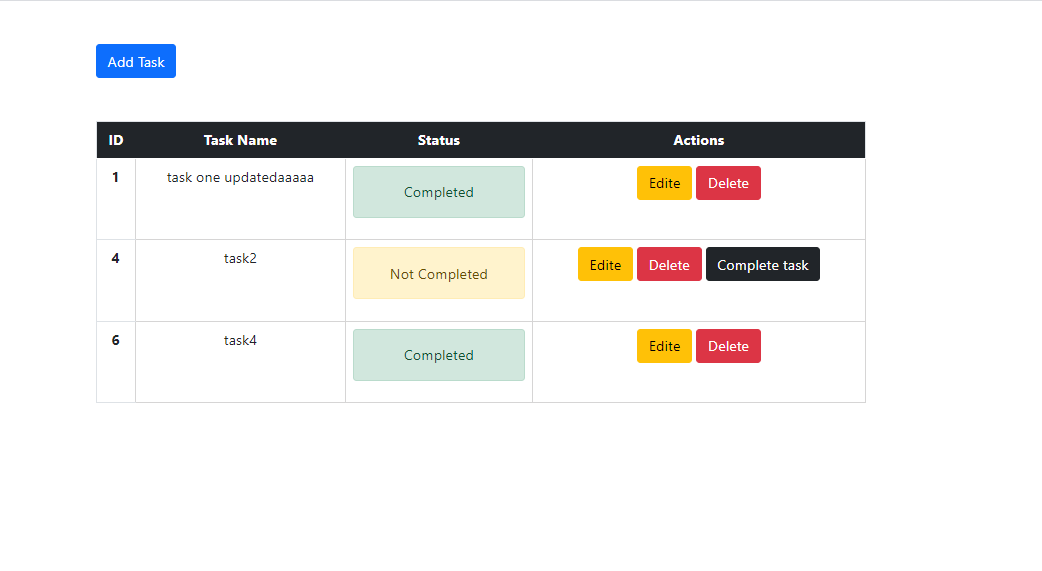 Add Task
ID Task Name Status Actions
1 task one updatedaaaaa Completed Edite Delete
4 task2 Not Completed Edite Delete Complete task
6 task4 Completed Edite Delete